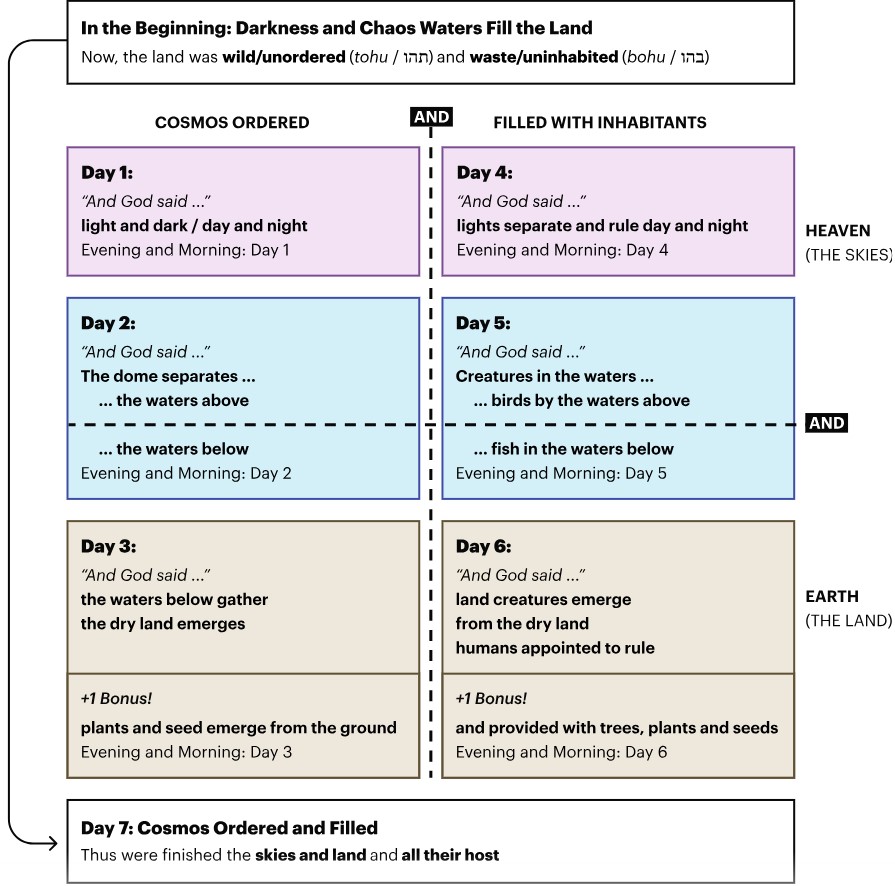 In the Beginning: Darkness and Chaos Waters Fill the Land
Now, the land was wild/unordered (tohu / תהו) and waste/uninhabited (bohu / בהו)
AND
COSMOS ORDERED
FILLED WITH INHABITANTS
Day 1:
“And God said ...”
light and dark / day and night
Evening and Morning: Day 1
Day 4:
“And God said ...”
lights separate and rule day and night
Evening and Morning: Day 4
HEAVEN
(THE SKIES)
Day 2:
“And God said ...”
The dome separates ...
... the waters above
... the waters below
Evening and Morning: Day 2
Day 5:
“And God said ...”
Creatures in the waters ...
... birds by the waters above
... fish in the waters below
Evening and Morning: Day 5
AND
Day 3:
“And God said ...”
the waters below gather
the dry land emerges
+1 Bonus!
plants and seed emerge from the ground
Evening and Morning: Day 3
Day 6:
“And God said ...”
land creatures emerge
from the dry land
humans appointed to rule
+1 Bonus!
and provided with trees, plants and seeds
Evening and Morning: Day 6
EARTH
(THE LAND)
Day 7: Cosmos Ordered and Filled
Thus were finished the skies and land and all their host